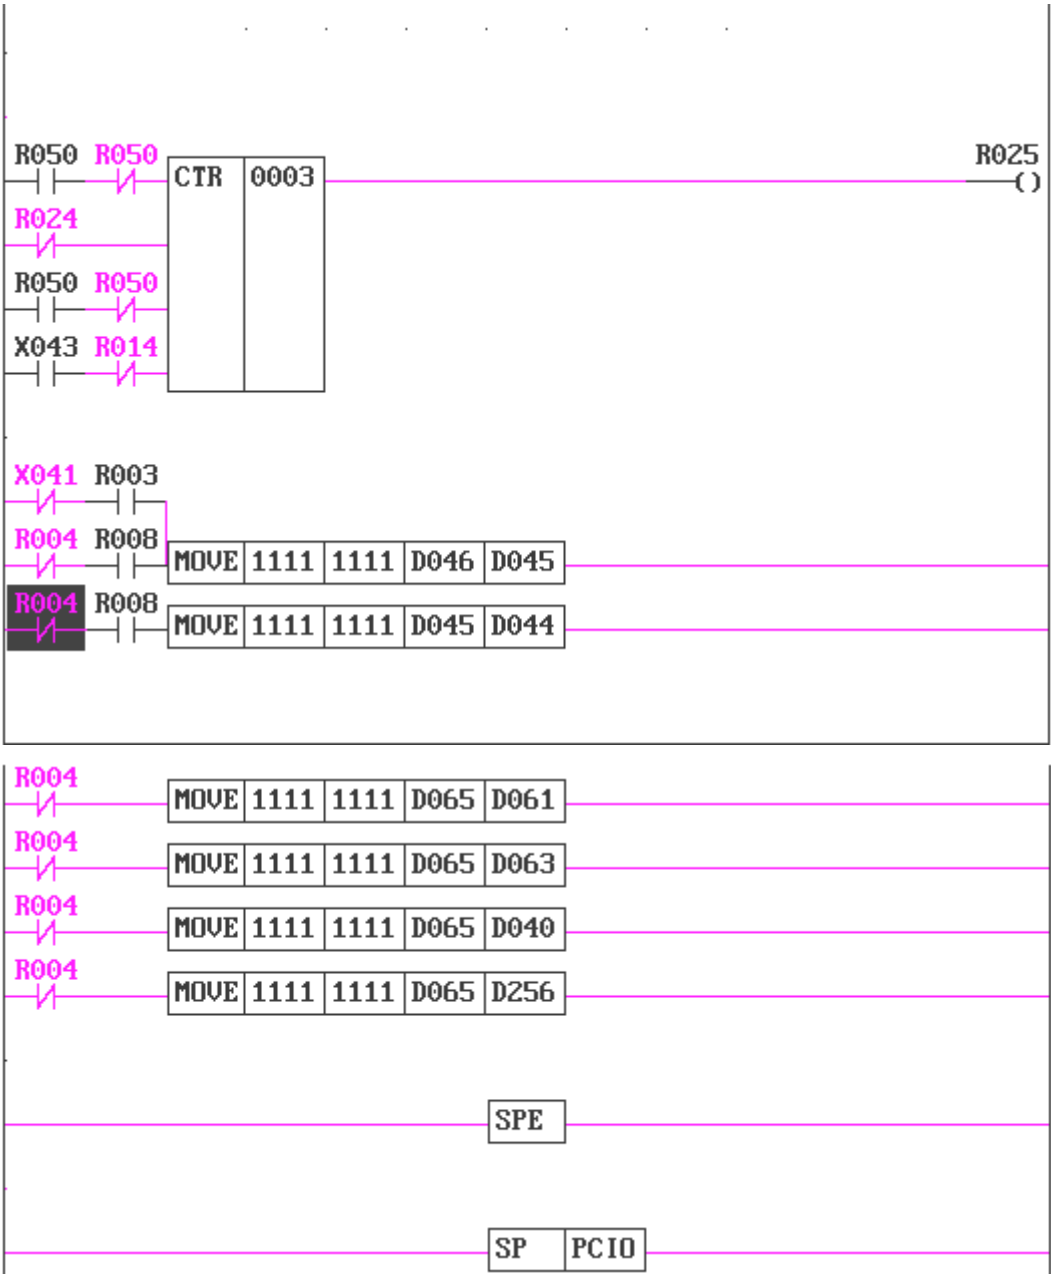 R050 R050 CTR 0003 R025
R024
R050 R050
X043 R014
X041 R003
R004 R008 MOVE 1111 1111 D046 D045
R004 R008 MOVE 1111 1111 D045 D044
R004 MOVE 1111 1111 D065 D061
R004 MOVE 1111 1111 D065 D063
R004 MOVE 1111 1111 D065 D040
R004 MOVE 1111 1111 D065 D256
SPE
SP PCIO